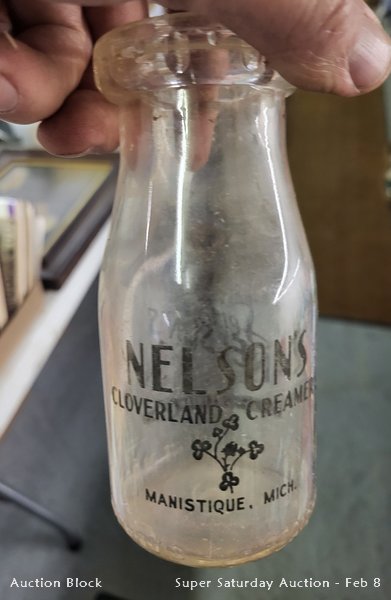 NELSON'S
CLOVERLAND CREAMER
MANISTIQUE, MICH.
Auction Block Super Saturday Auction - Feb 8